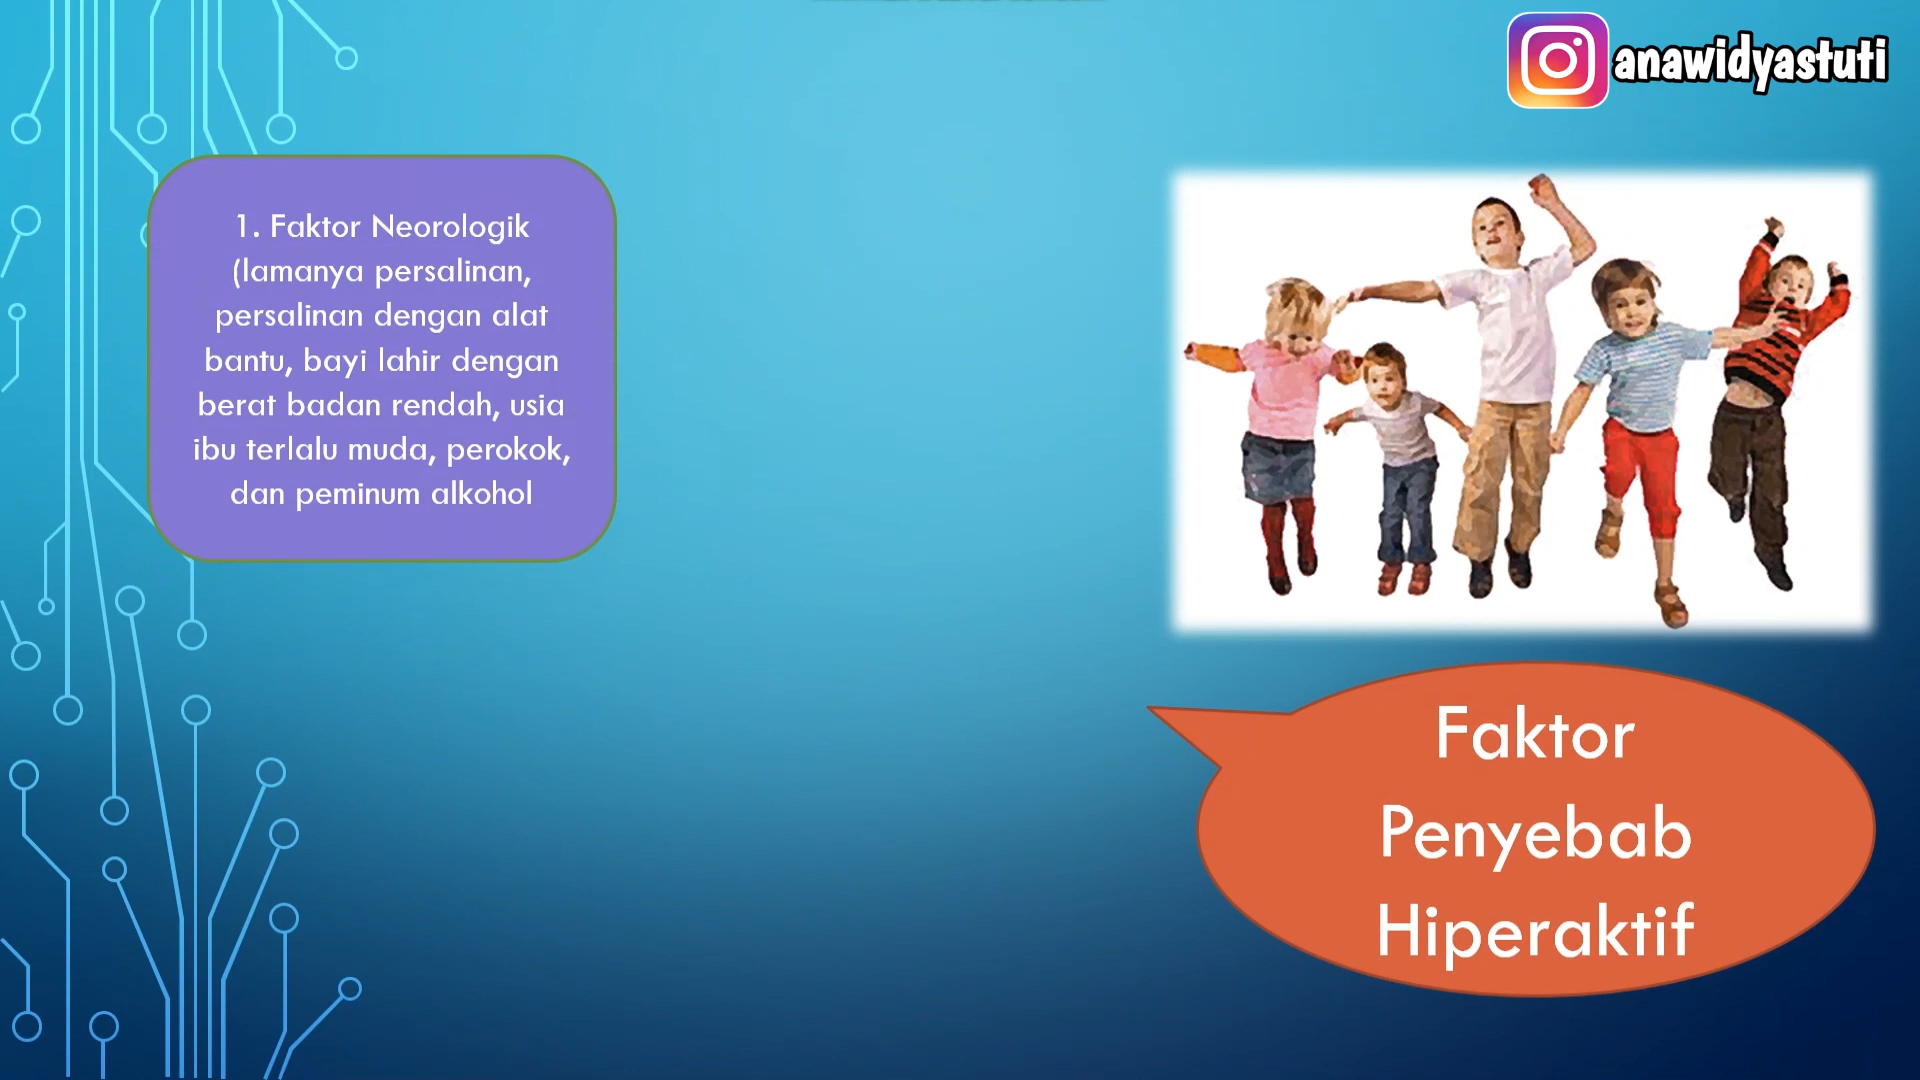 anawidyastuti
1. Faktor Neorologik
(lamanya persalinan,
persalinan dengan alat
bantu, bayi lahir dengan
berat badan rendah, usia
ibu terlalu muda, perokok,
dan peminum alkohol
Faktor
Penyebab
Hiperaktif